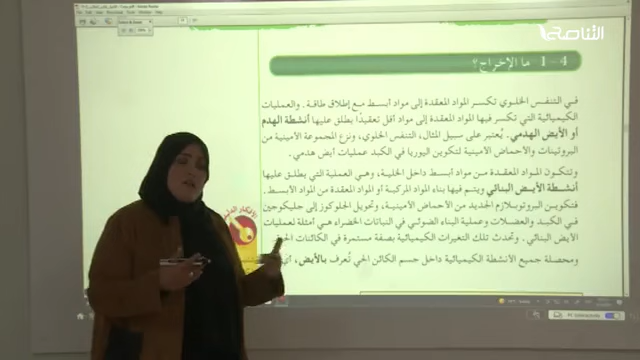 الناصح
1 - 4 ما الإخراج؟
في التنفس الخلوي تكسر المواد المعقدة إلى مواد أبسط مع إطلاق طاقة. والعمليات
الكيميائية التي تكسر فيها المواد المعقدة إلى مواد أقل تعقيدًا يطلق عليها أنشطة الهدم
أو الأيض الهدمي. يُعتبر على سبيل المثال، التنفس الخلوي، ونزع المجموعة الأمينية من
البروتينات والأحماض الأمينية لتكوين اليوريا في الكبد عمليات أيض هدمي.
وتتكون المواد المعقدة من مواد أبسط داخل الخلية، وهي العملية التي يطلق عليها
أنشطة الأيض البنائي ويتم فيها بناء المواد المركبة أو المواد المعقدة من المواد الأبسط.
فتكوين البروتوبلازم الجديد من الأحماض الأمينية، وتحويل الجلوكوز إلى جليكوجين
في الكبد والعضلات وعملية البناء الضوئي في النباتات الخضراء هي أمثلة لعمليات
الأيض البنائي. وتحدث تلك التغيرات الكيميائية بصفة مستمرة في الكائنات
ومحصلة جميع الأنشطة الكيميائية داخل جسم الكائن الحي تُعرف بالأيض،